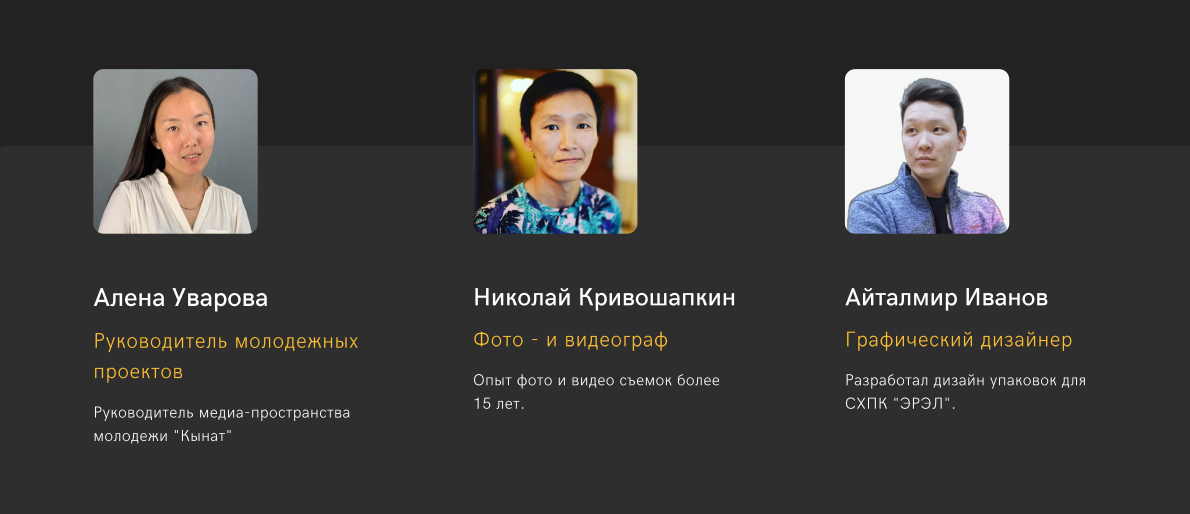 Алена Уварова
Руководитель молодежных
проектов
Руководитель медиа-пространства
молодежи "Кынат"
Николай Кривошапкин
Фото - и видеограф
Опыт фото и видео съемок более
15 лет.
Айталмир Иванов
Графический дизайнер
Разработал дизайн упаковок для
СХПК "ЭРЭЛ".